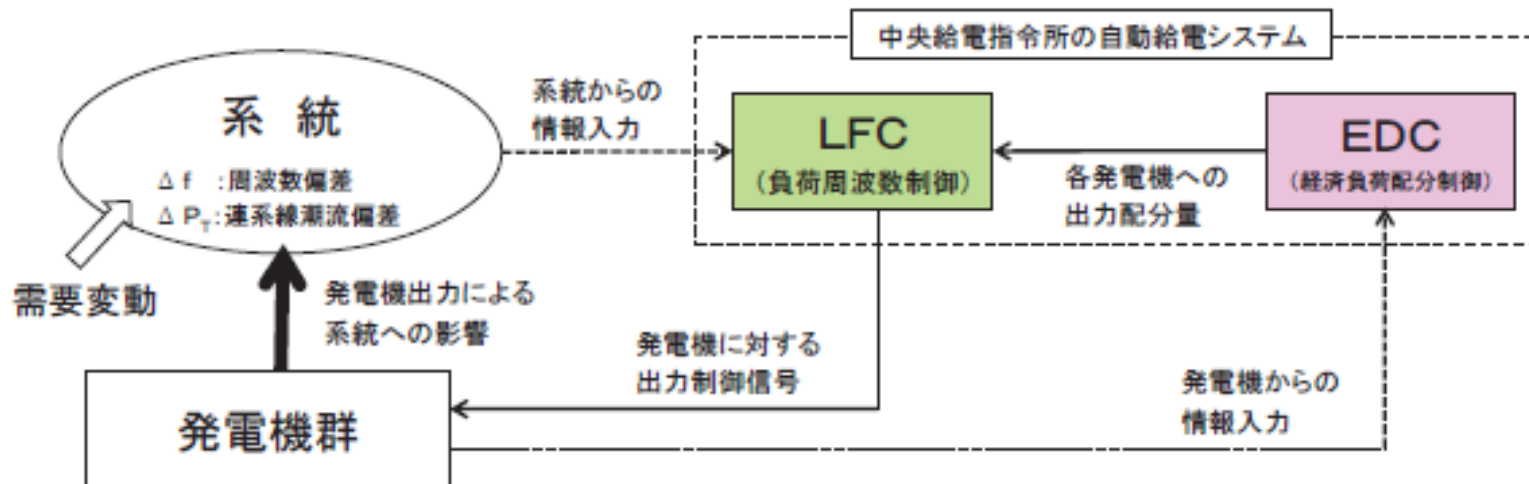 中央給電指令所の自動給電システム
系統
Δf :周波数偏差
ΔP_T:連系線潮流偏差
需要変動
系統からの
情報入力
LFC
(負荷周波数制御)
各発電機への
出力配分量
EDC
(経済負荷配分制御)
発電機出力による
系統への影響
発電機に対する
出力制御信号
発電機からの
情報入力
発電機群